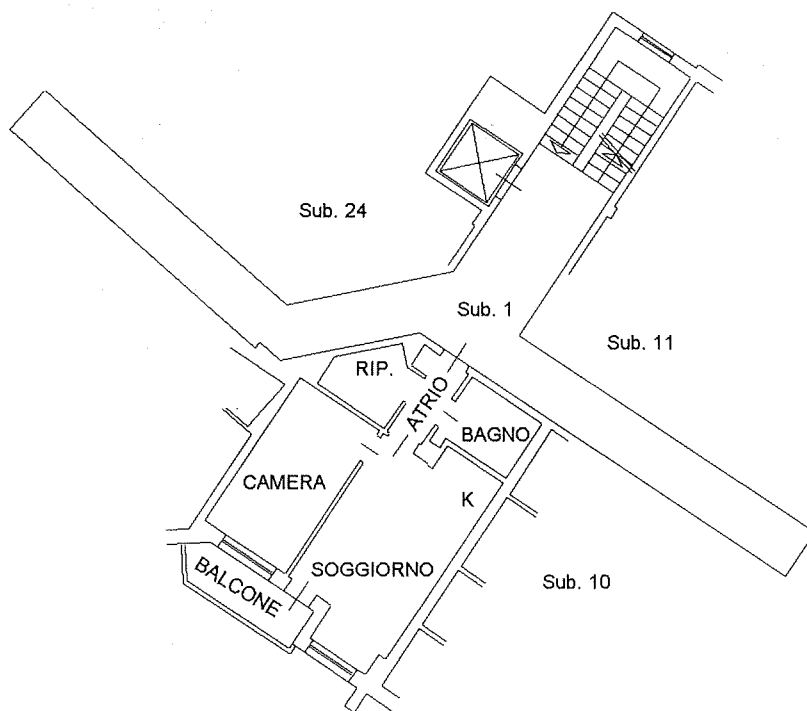 Sub. 24
Sub. 1
Sub. 11
RIP.
ATRIO
BAGNO
CAMERA
K
SOGGIORNO
BALCONE
Sub. 10